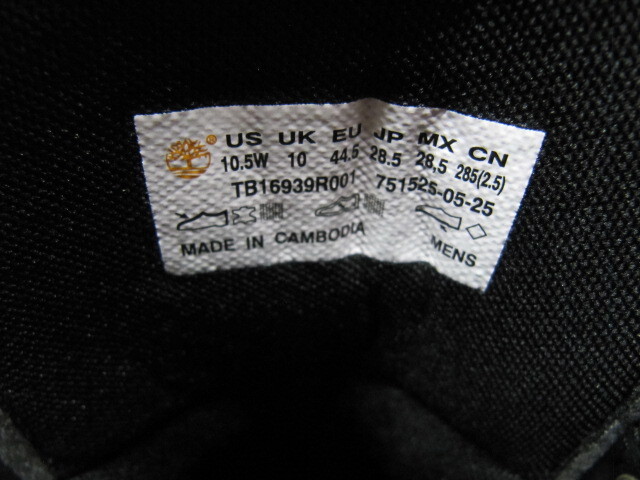 ® US UK EU JP MX CN
10.5W 10 44.5 28.5 28.5 285(2.5)
TB16939R001 751525-05-25
MADE IN CAMBODIA MENS